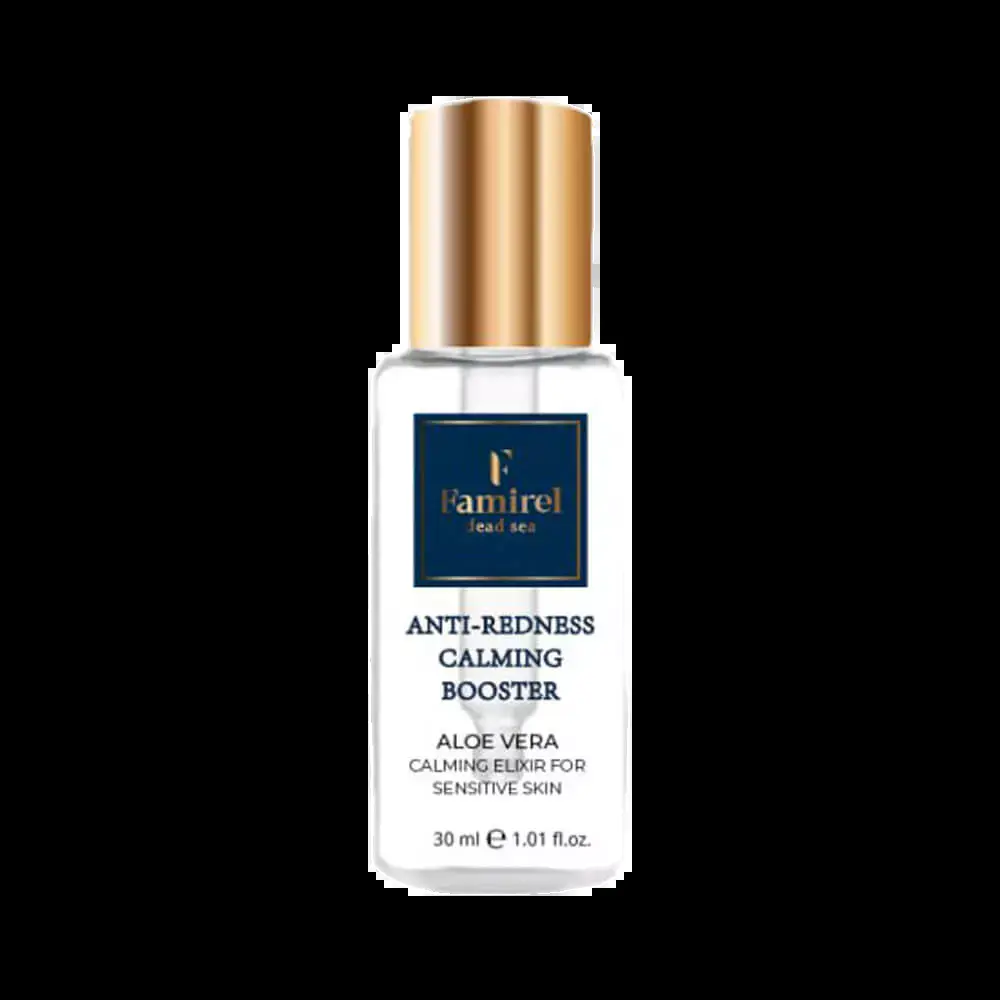 F
Famirel
dead sea
ANTI-REDNESS
CALMING
BOOSTER
ALOE VERA
CALMING ELIXIR FOR
SENSITIVE SKIN
30 ml ℮ 1.01 fl.oz.